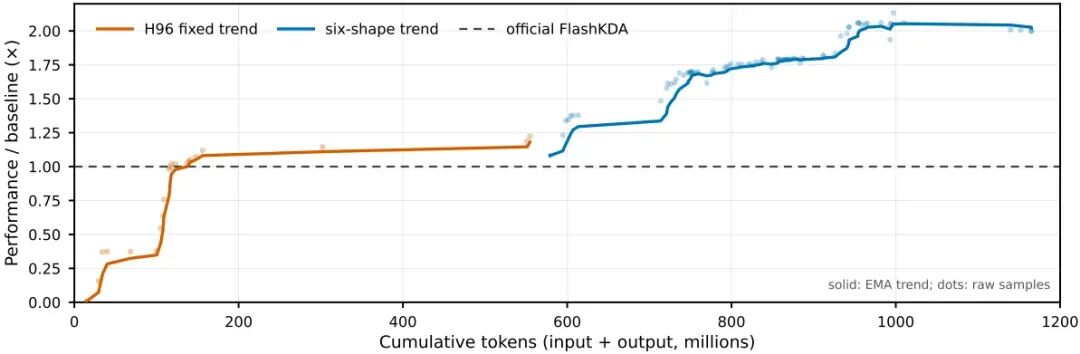 H96 fixed trend
six-shape trend
official FlashKDA
Performance / baseline (×)
2.00
1.75
1.50
1.25
1.00
0.75
0.50
0.25
0.00
solid: EMA trend; dots: raw samples
0
200
400
600
800
1000
1200
Cumulative tokens (input + output, millions)